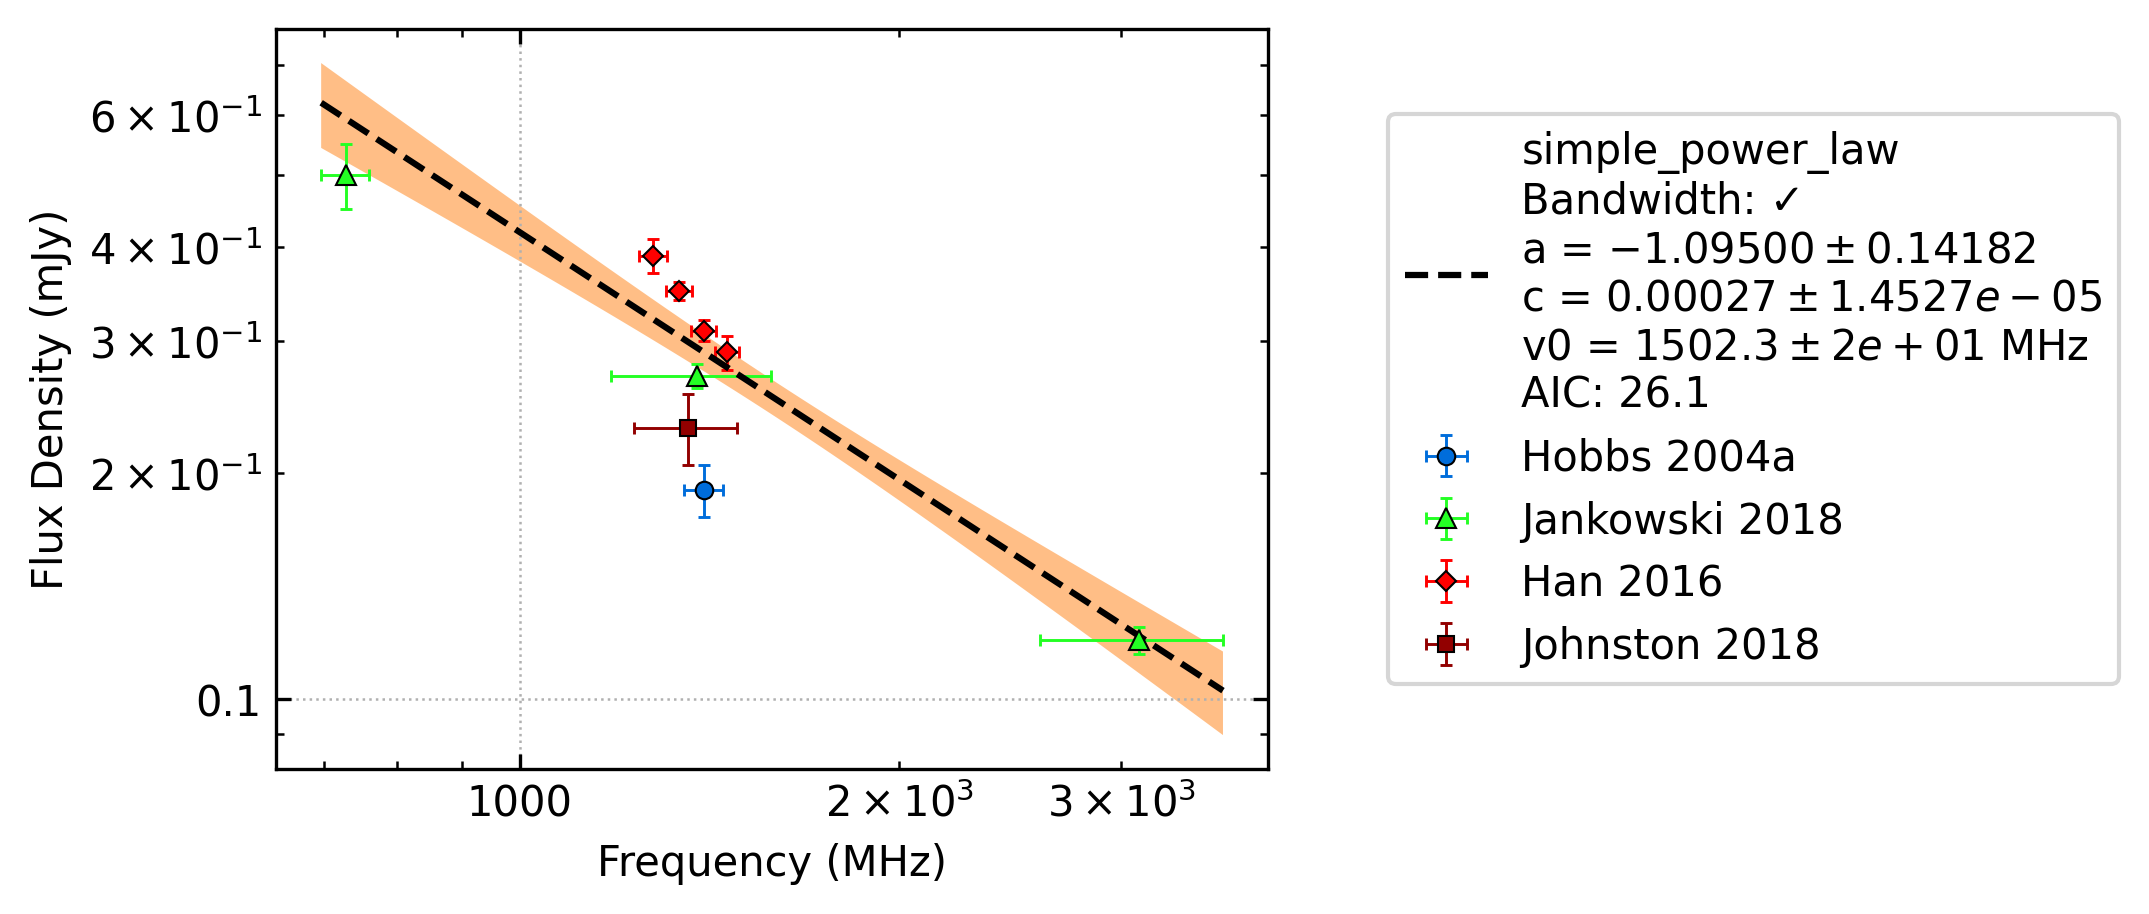 6 × 10⁻¹
4 × 10⁻¹
3 × 10⁻¹
2 × 10⁻¹
0.1
Flux Density (mJy)
1000
2 × 10³
3 × 10³
Frequency (MHz)
simple_power_law
Bandwidth: ✓
a = −1.09500 ± 0.14182
c = 0.00027 ± 1.4527e − 05
v0 = 1502.3 ± 2e + 01 MHz
AIC: 26.1
Hobbs 2004a
Jankowski 2018
Han 2016
Johnston 2018